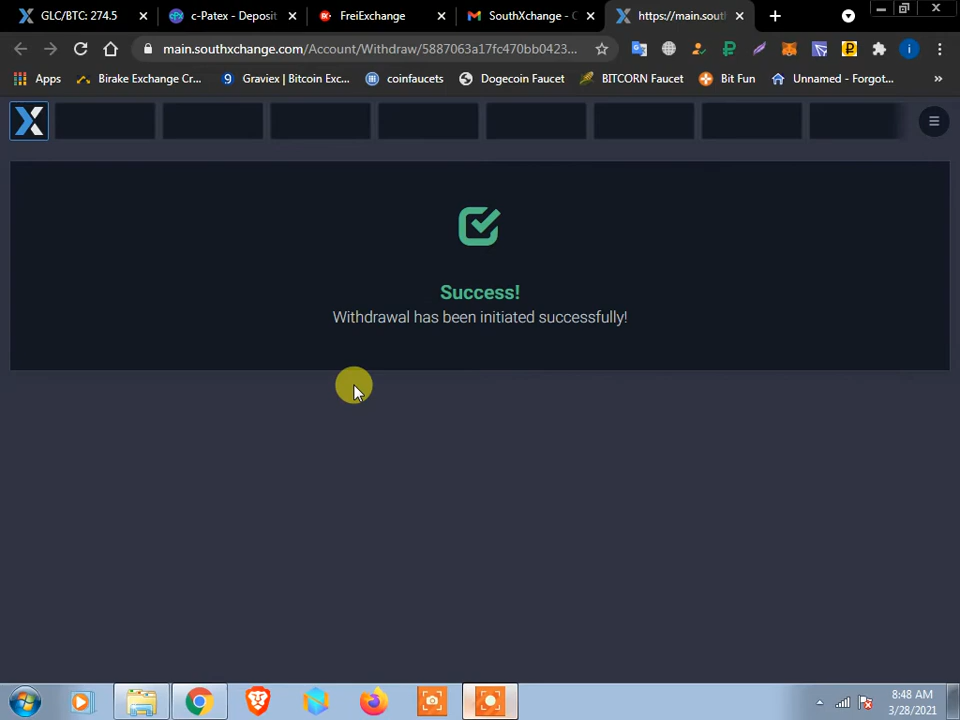 GLC/BTC: 274.5
c-Patex - Deposit
FreiExchange
SouthXchange - C
https://main.sout
main.southxchange.com/Account/Withdraw/5887063a17fc470bb0423...
Apps
Birake Exchange Cr...
Graviex | Bitcoin Exc...
coinfaucets
Dogecoin Faucet
BITCORN Faucet
Bit Fun
Unnamed - Forgot...
»
Success!
Withdrawal has been initiated successfully!
8:48 AM
3/28/2021